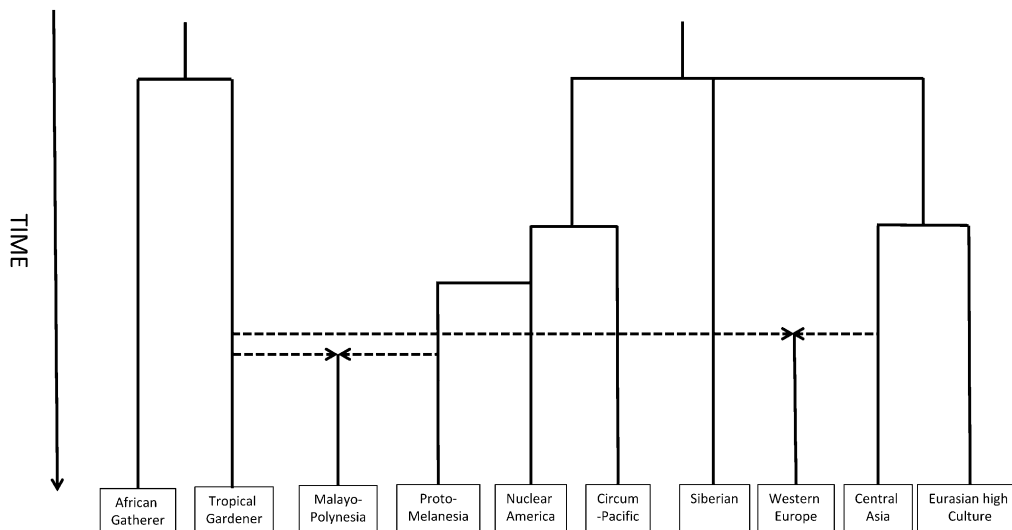 TIME
African
Gatherer
Tropical
Gardener
Malayo-
Polynesia
Proto-
Melanesia
Nuclear
America
Circum
-Pacific
Siberian
Western
Europe
Central
Asia
Eurasian high
Culture